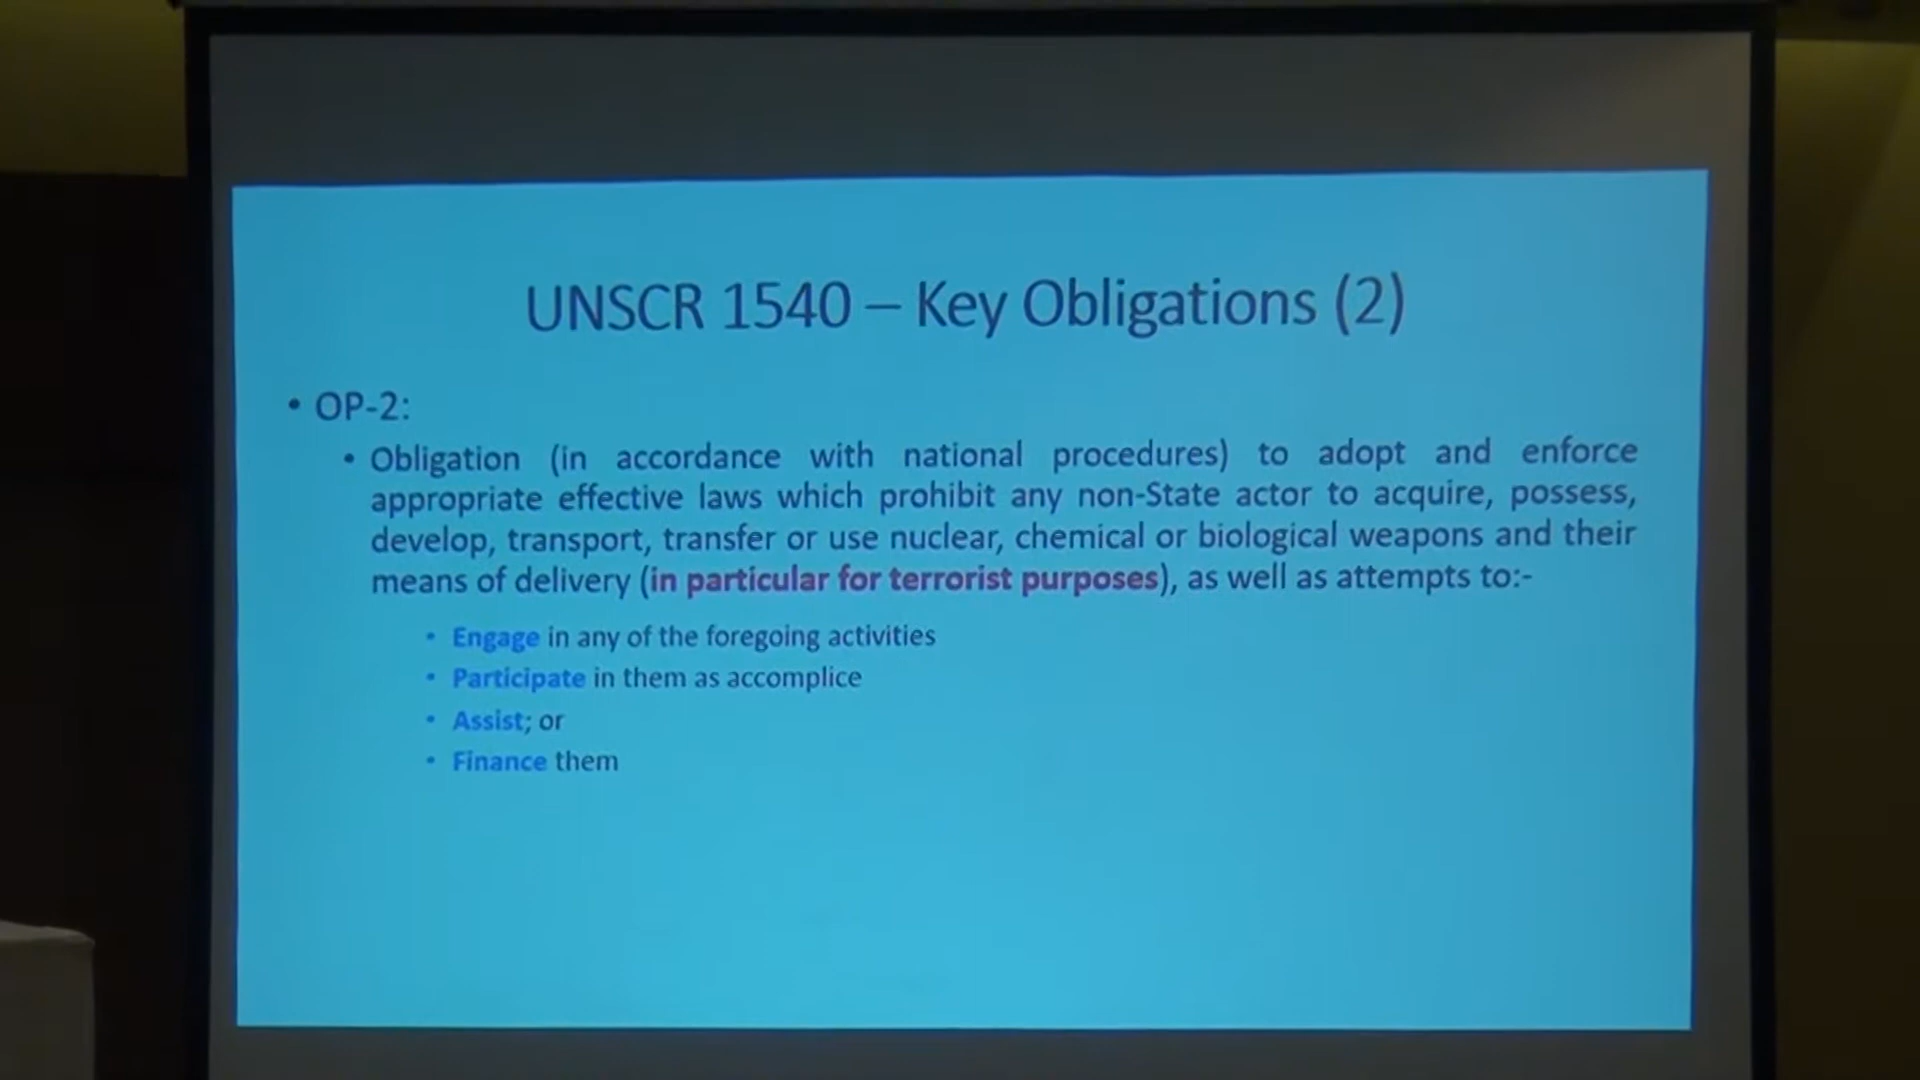 UNSCR 1540 – Key Obligations (2)
• OP-2:
• Obligation (in accordance with national procedures) to adopt and enforce
appropriate effective laws which prohibit any non-State actor to acquire, possess,
develop, transport, transfer or use nuclear, chemical or biological weapons and their
means of delivery (in particular for terrorist purposes), as well as attempts to:-
• Engage in any of the foregoing activities
• Participate in them as accomplice
• Assist; or
• Finance them